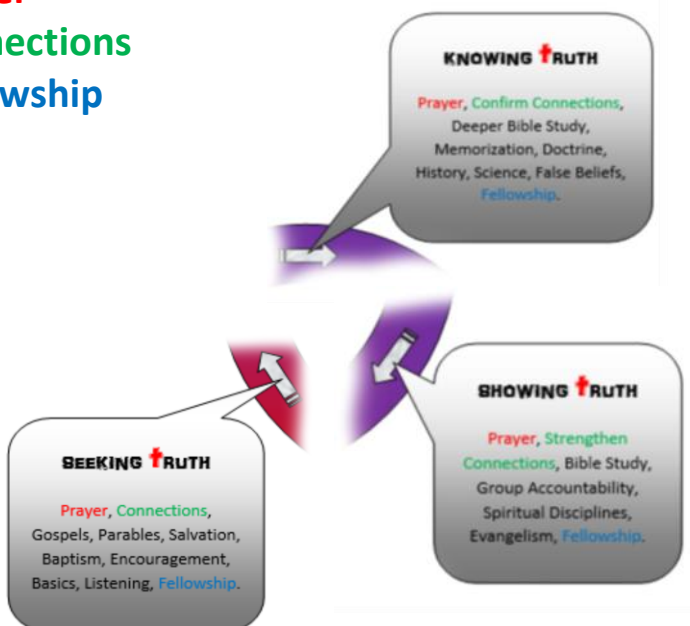 nections
wship
KNOWING TRUTH
Prayer, Confirm Connections,
Deeper Bible Study,
Memorization, Doctrine,
History, Science, False Beliefs,
Fellowship.
SHOWING TRUTH
Prayer, Strengthen
Connections, Bible Study,
Group Accountability,
Spiritual Disciplines,
Evangelism, Fellowship.
SEEKING TRUTH
Prayer, Connections,
Gospels, Parables, Salvation,
Baptism, Encouragement,
Basics, Listening, Fellowship.